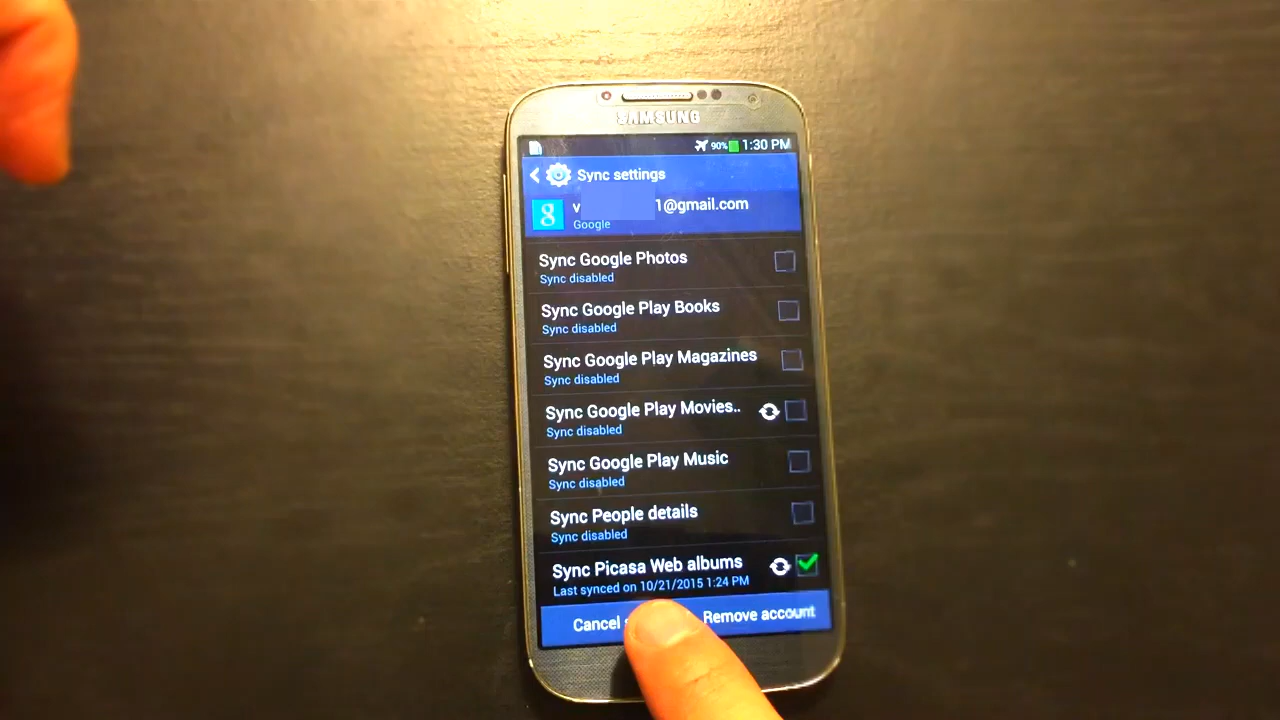 SAMSUNG
90% 1:30 PM
Sync settings
v 1@gmail.com
Google
Sync Google Photos
Sync disabled
Sync Google Play Books
Sync disabled
Sync Google Play Magazines
Sync disabled
Sync Google Play Movies..
Sync disabled
Sync Google Play Music
Sync disabled
Sync People details
Sync disabled
Sync Picasa Web albums
Last synced on 10/21/2015 1:24 PM
Cancel Remove account